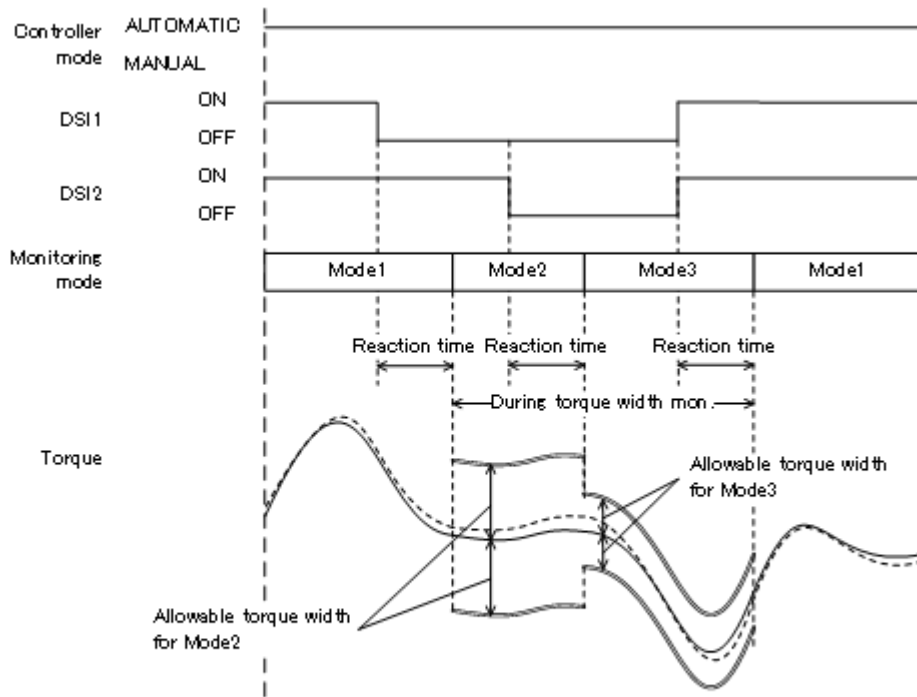 Controller
mode
AUTOMATIC
MANUAL
DSI1
ON
OFF
DSI2
ON
OFF
Monitoring
mode
Mode1
Mode2
Mode3
Mode1
Reaction time
Reaction time
Reaction time
During torque width mon.
Torque
Allowable torque width
for Mode3
Allowable torque width
for Mode2